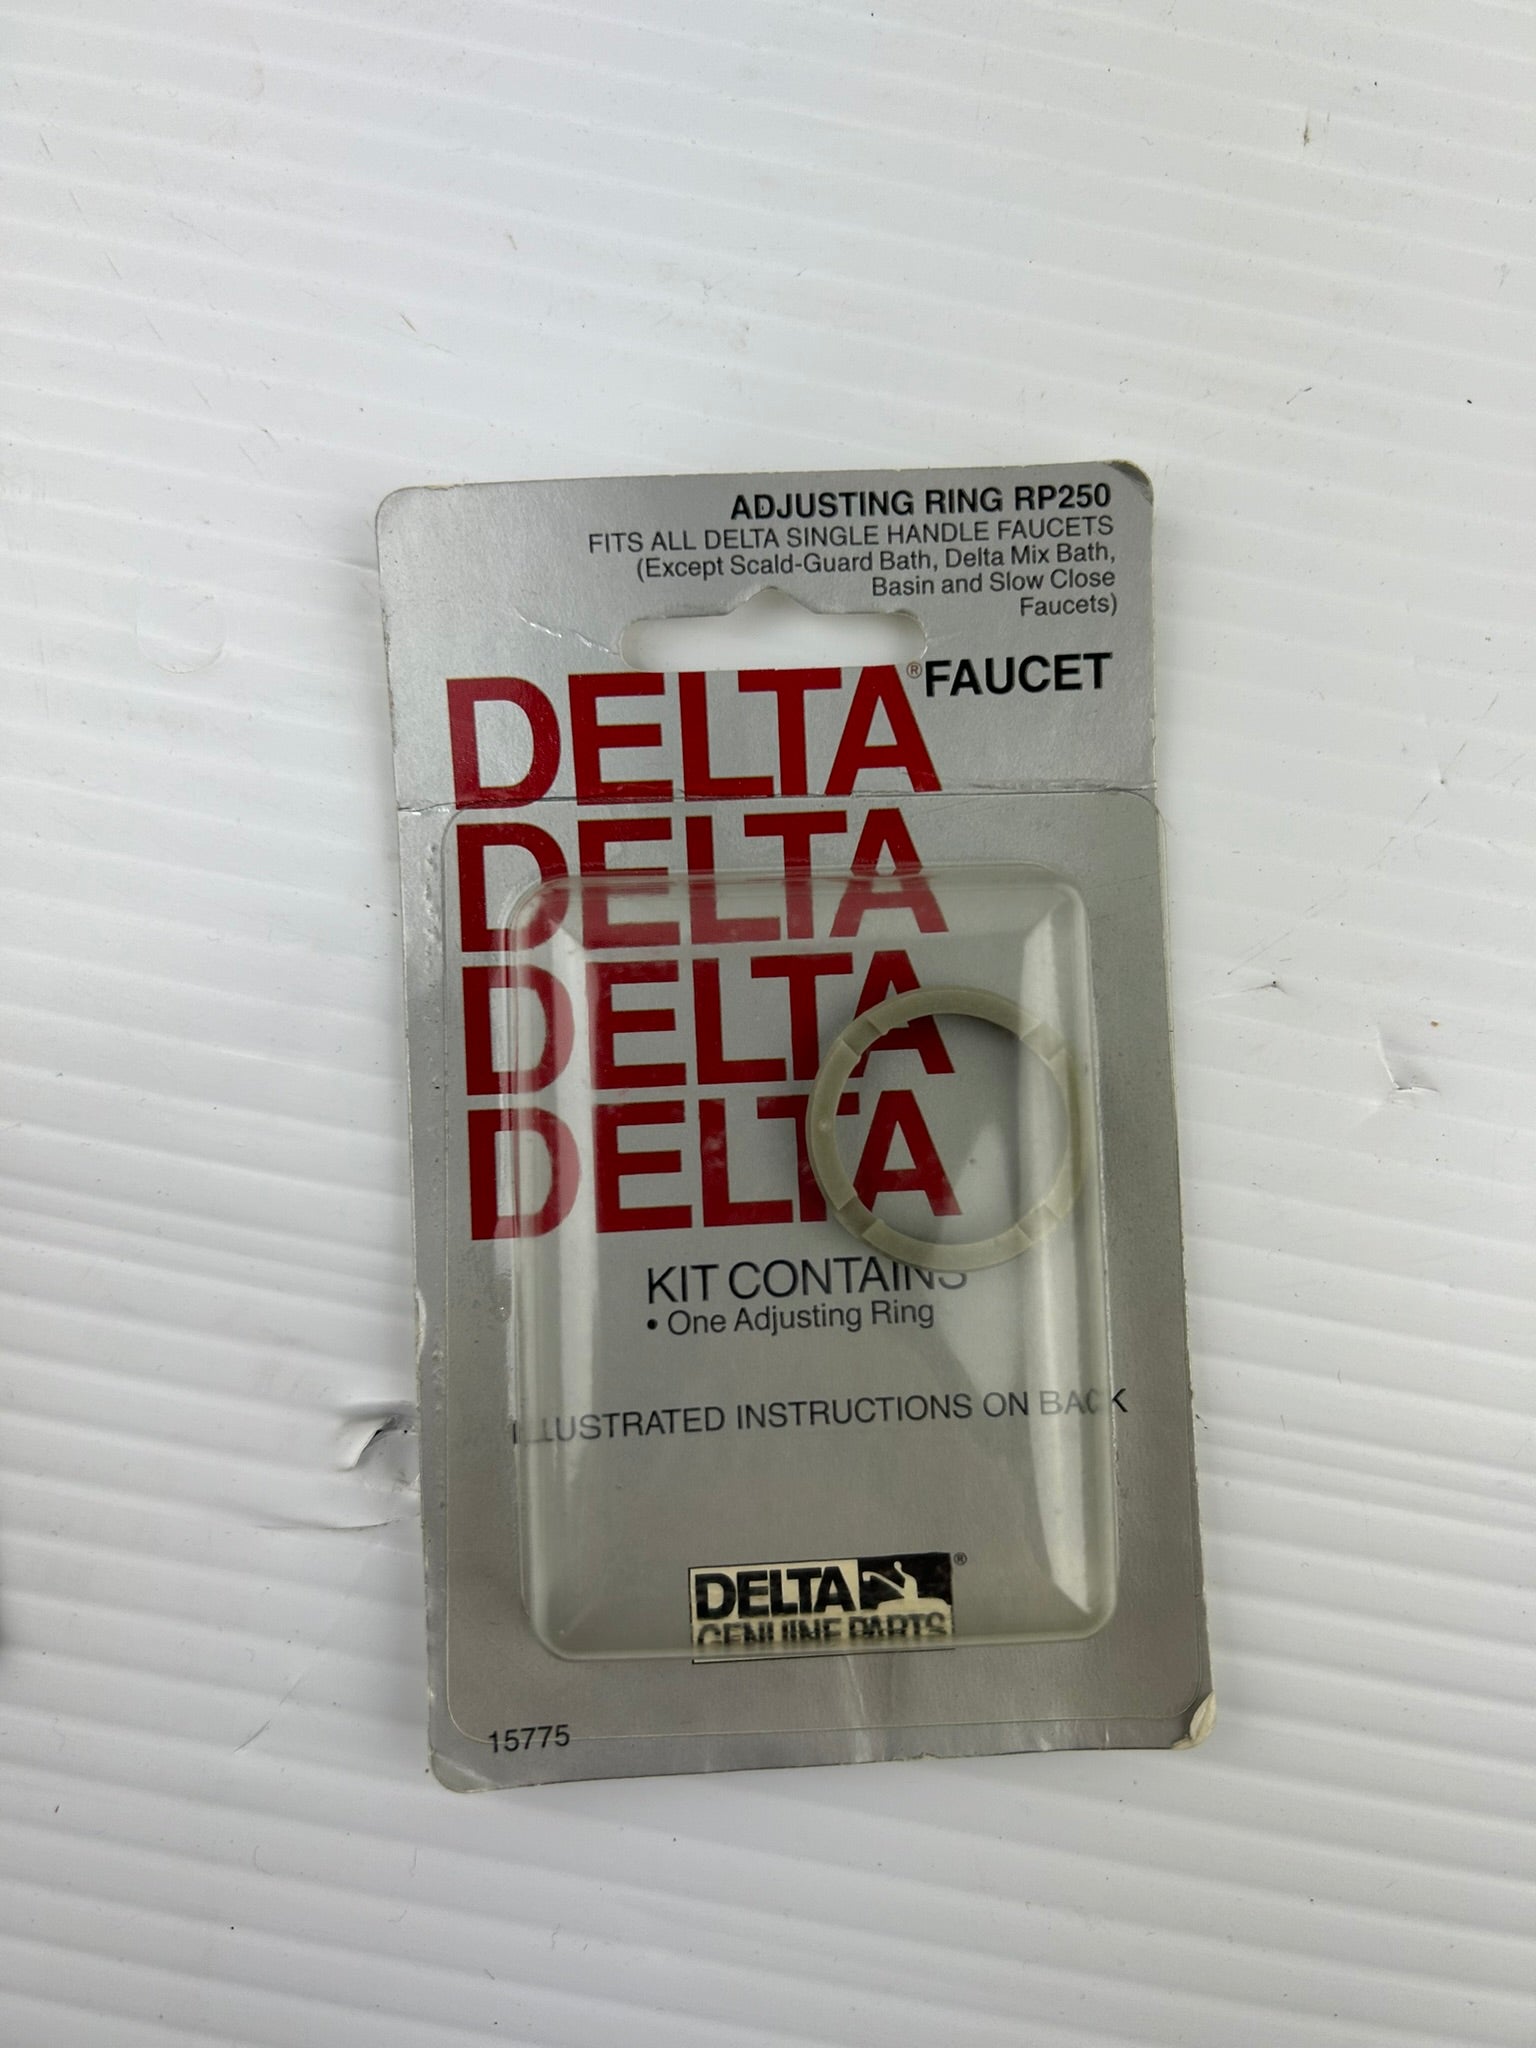 ADJUSTING RING RP250
FITS ALL DELTA SINGLE HANDLE FAUCETS
(Except Scald-Guard Bath, Delta Mix Bath,
Basin and Slow Close
Faucets)
DELTA® FAUCET
DELTA
DELTA
DELTA
KIT CONTAINS
• One Adjusting Ring
ILLUSTRATED INSTRUCTIONS ON BACK
DELTA ®
GENUINE PARTS
15775